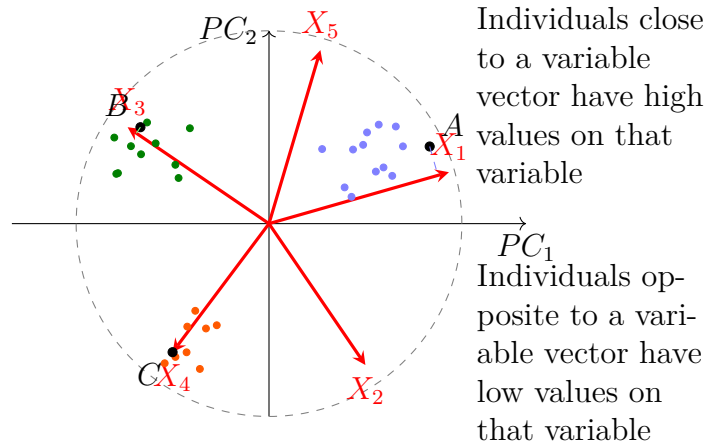 PC₂
X₅
Individuals close
to a variable
vector have high
values on that
variable
B
X₃
A
X₁
PC₁
Individuals op-
posite to a vari-
able vector have
low values on
that variable
C
X₄
X₂